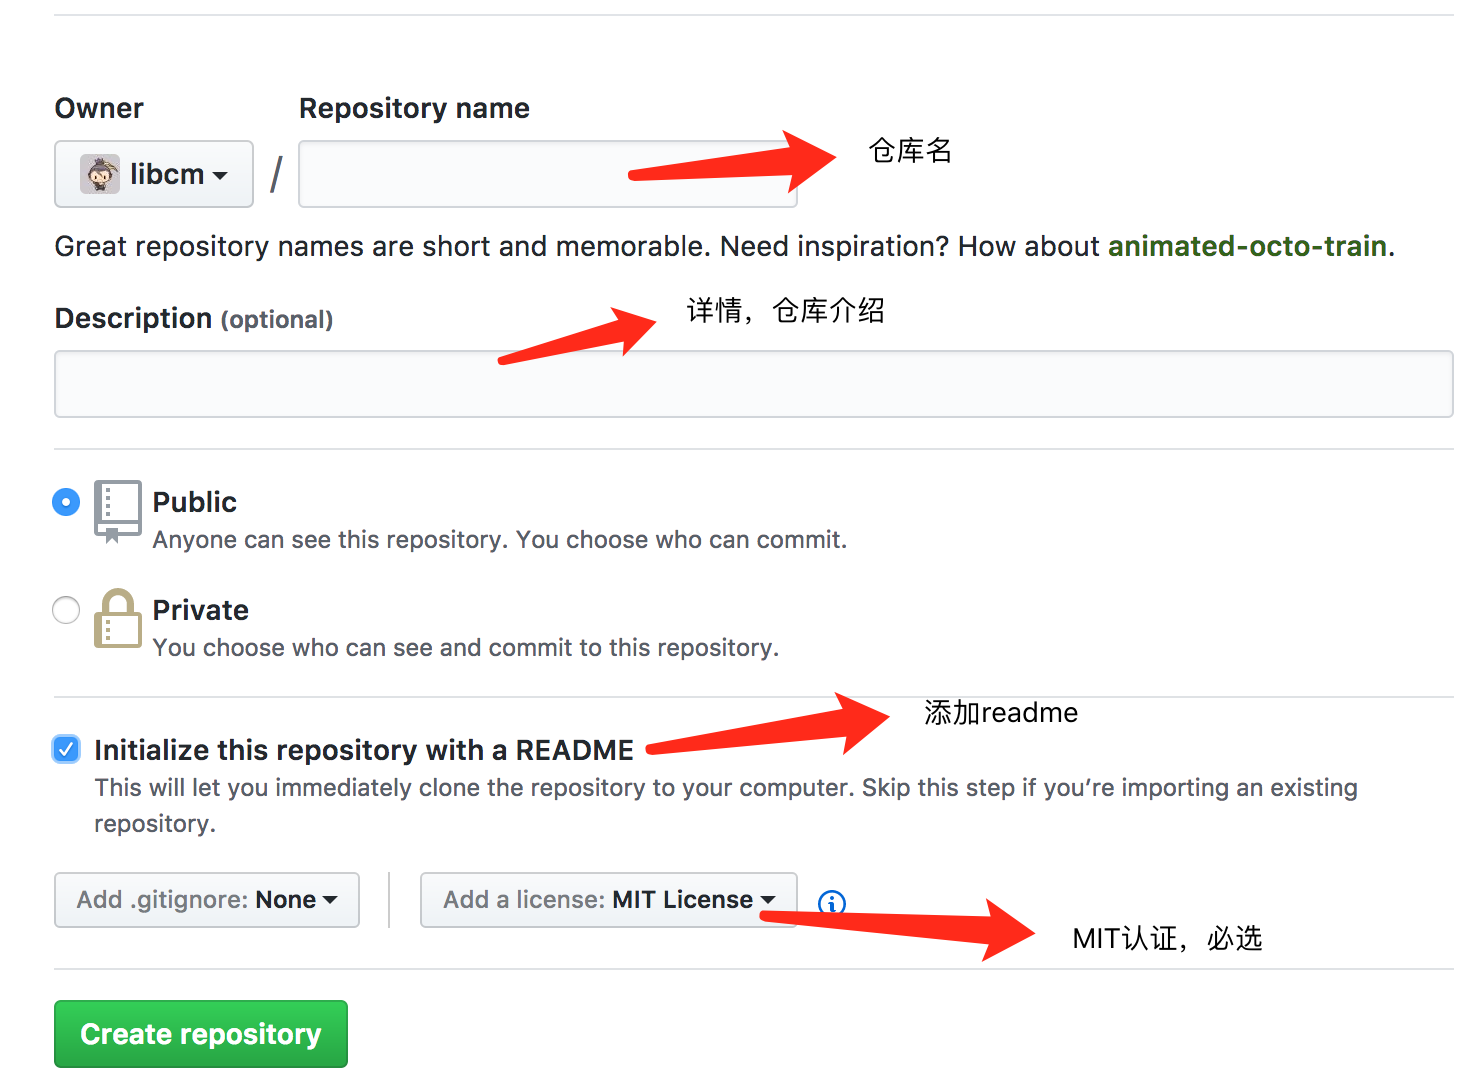 Owner
Repository name
libcm
/
仓库名
Great repository names are short and memorable. Need inspiration? How about animated-octo-train.
详情，仓库介绍
Description (optional)
Public
Anyone can see this repository. You choose who can commit.
Private
You choose who can see and commit to this repository.
添加readme
Initialize this repository with a README
This will let you immediately clone the repository to your computer. Skip this step if you’re importing an existing
repository.
Add .gitignore: None
Add a license: MIT License
MIT认证，必选
Create repository